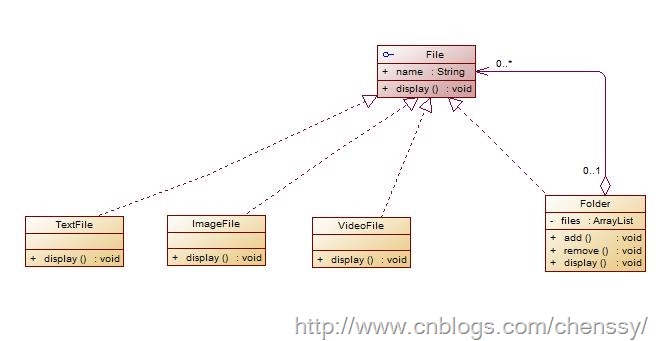 File
+ name : String
+ display () : void
0..*
0..1
TextFile
+ display () : void
ImageFile
+ display () : void
VideoFile
+ display () : void
Folder
- files : ArrayList
+ add () : void
+ remove () : void
+ display () : void
http://www.cnblogs.com/chenssy/